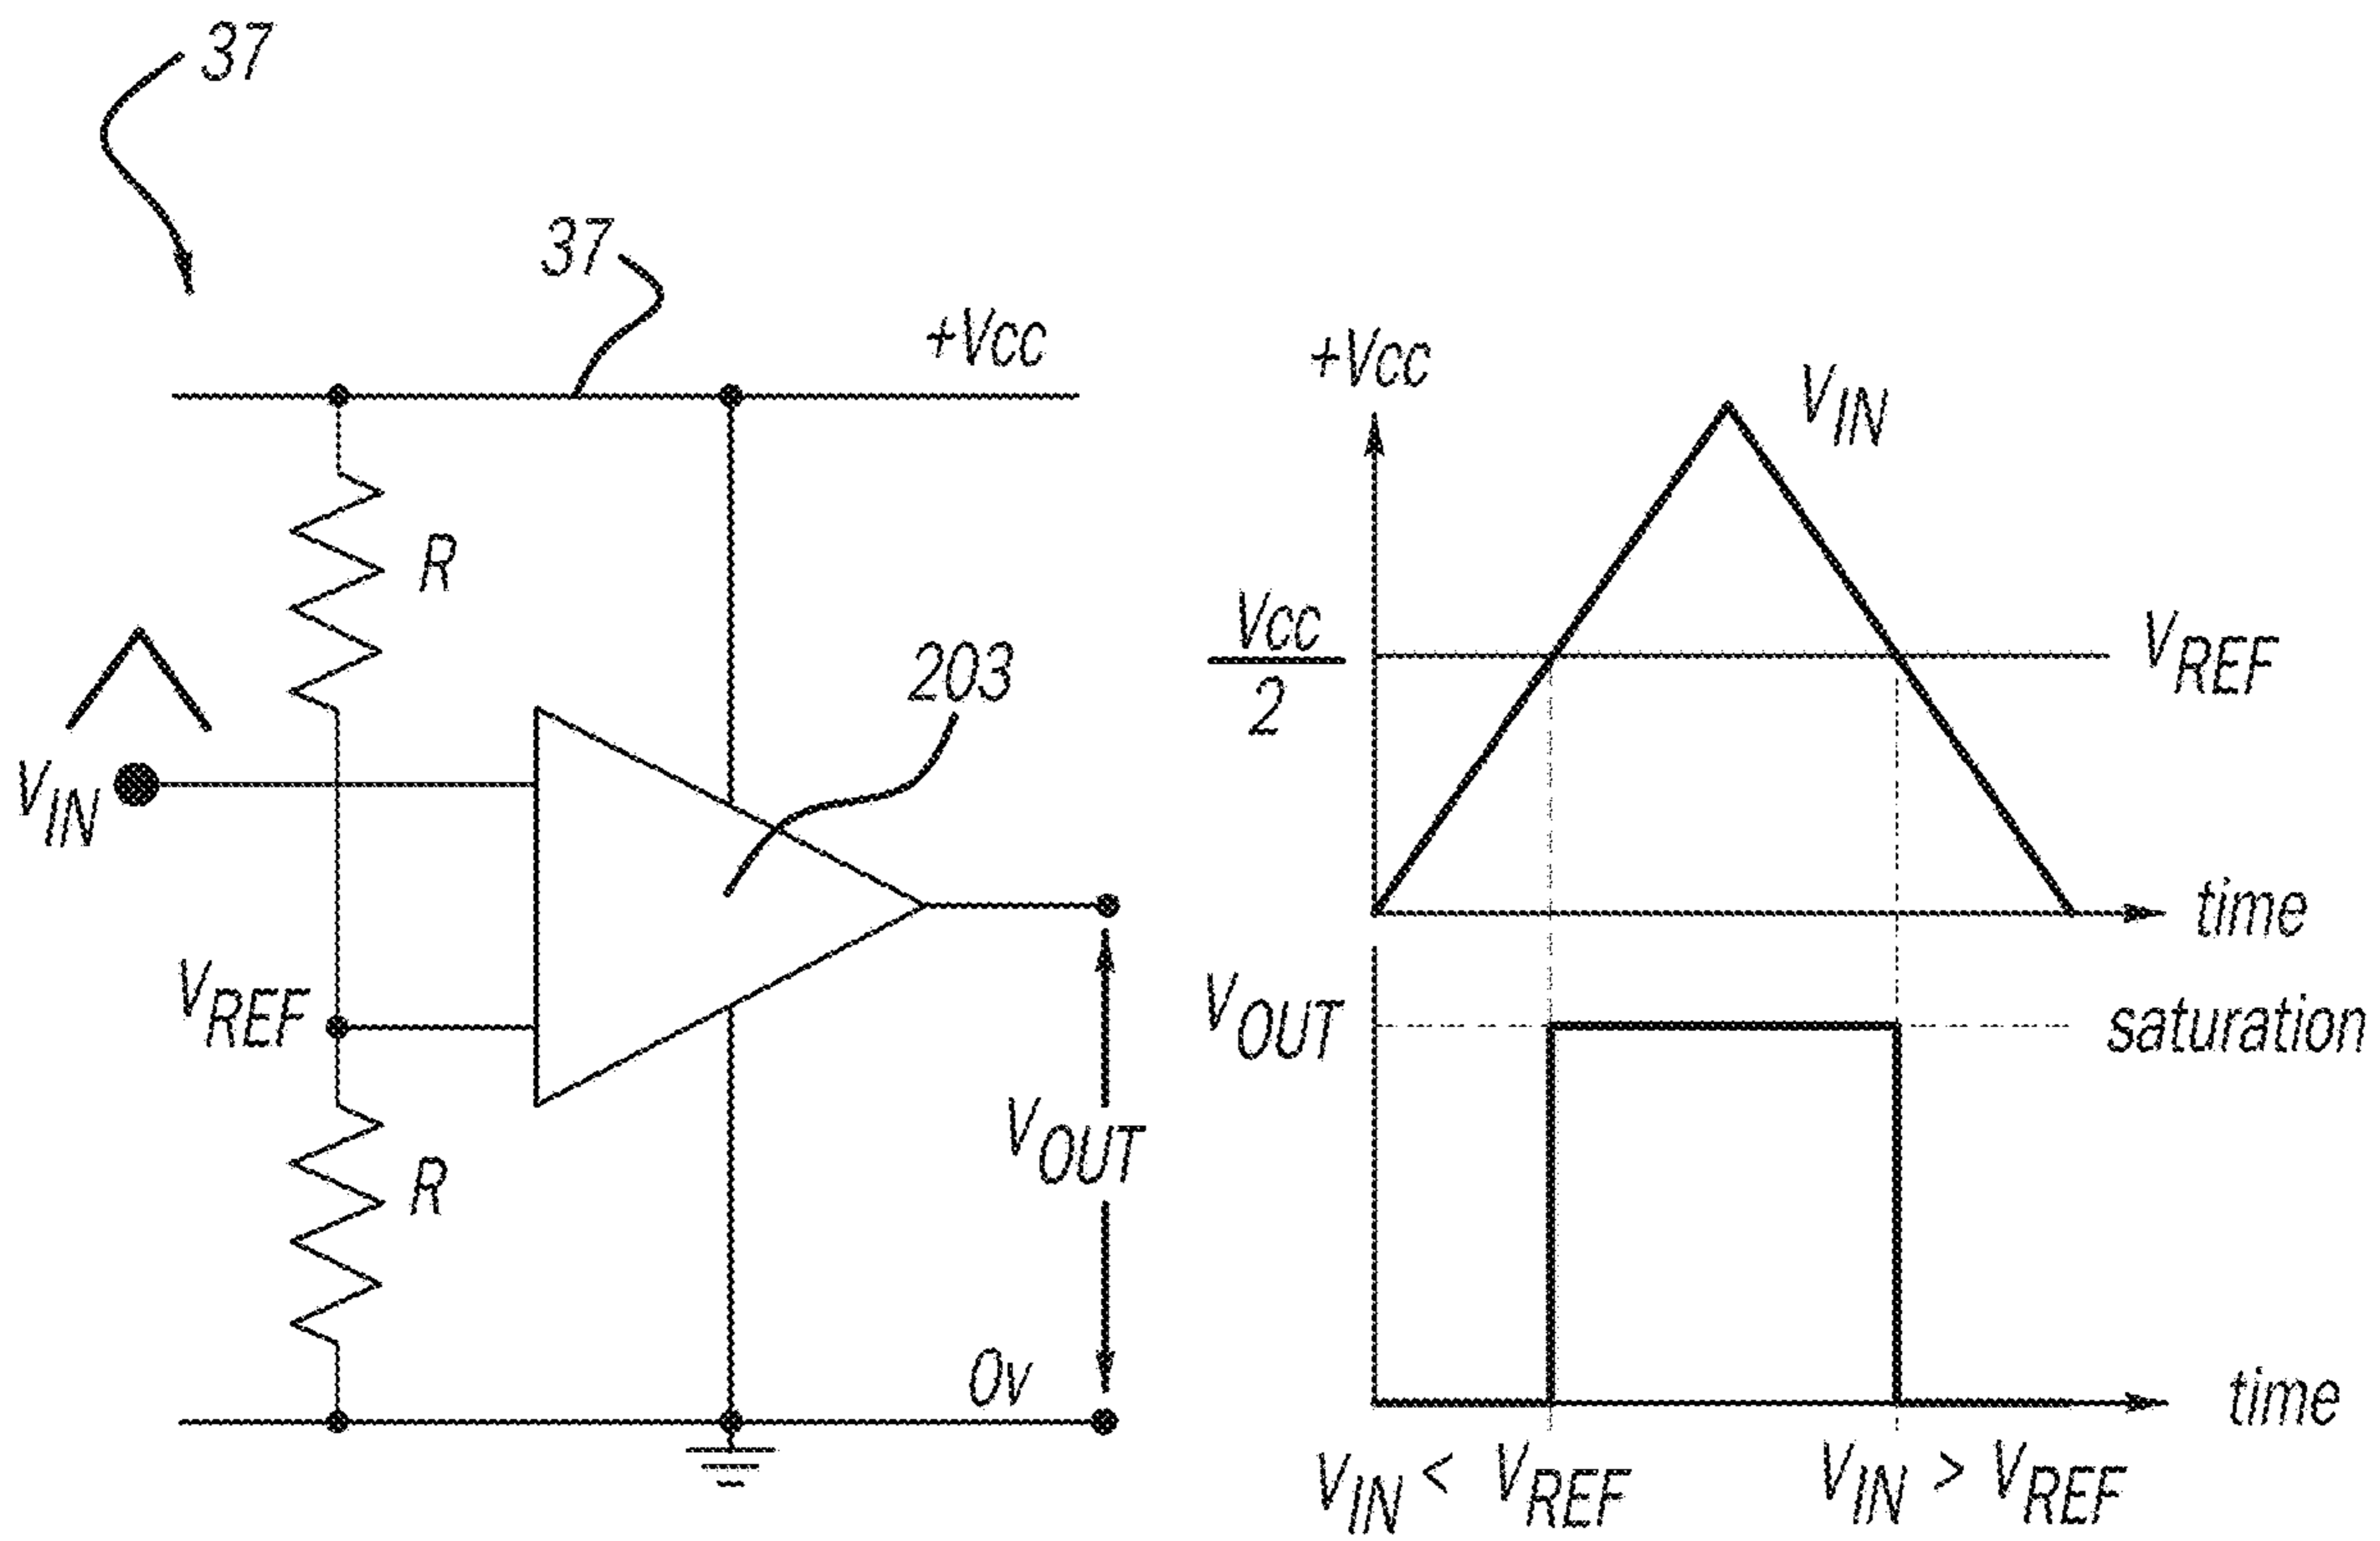 37
37
+Vcc
R
203
VIN
VREF
R
VOUT
0v
+Vcc
VIN
Vcc
2
VREF
time
VOUT
saturation
time
VIN < VREF
VIN > VREF